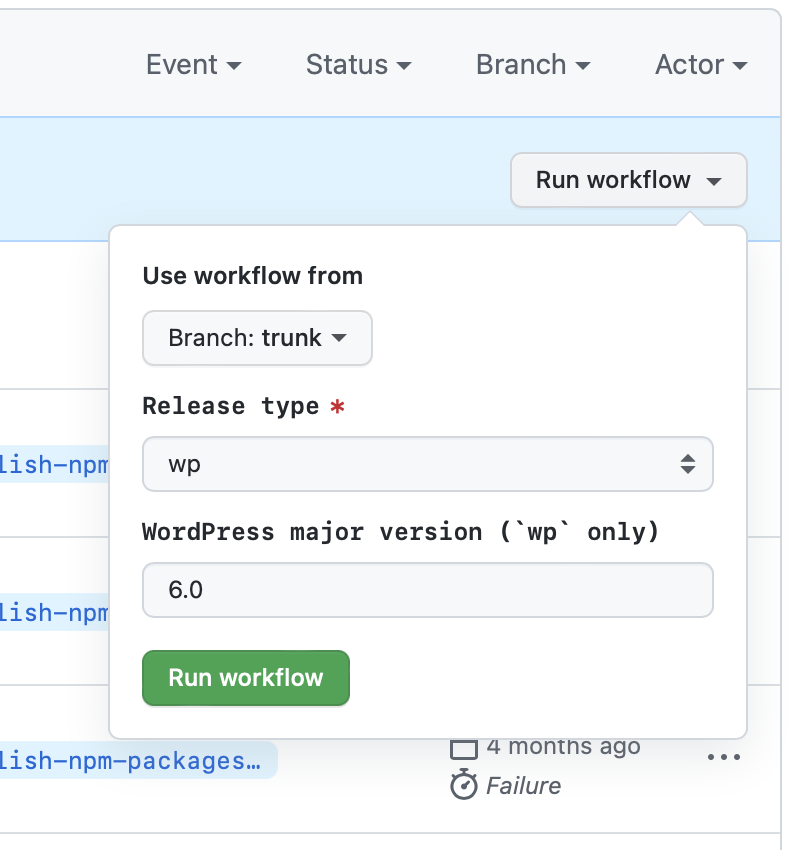 Event Status Branch Actor
Run workflow
Use workflow from
Branch: trunk
Release type *
wp
lish-npm
WordPress major version (`wp` only)
6.0
lish-npm
Run workflow
4 months ago
lish-npm-packages…
Failure